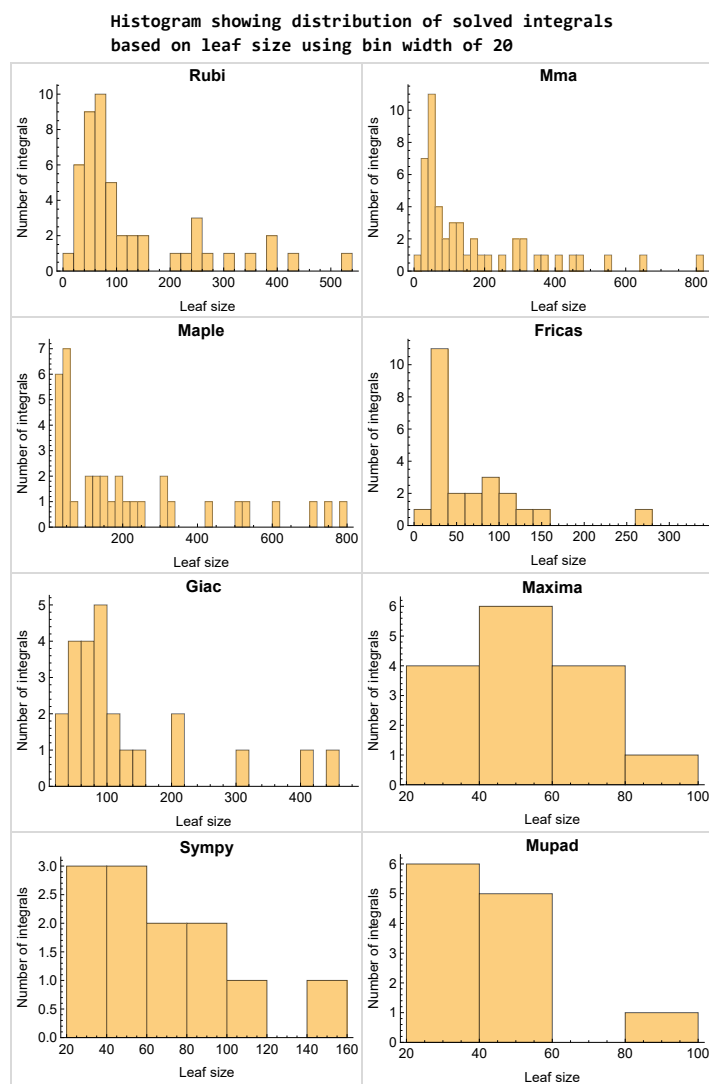 Histogram showing distribution of solved integrals
based on leaf size using bin width of 20
Rubi
Number of integrals
10
8
6
4
2
0
0 100 200 300 400 500
Leaf size
Mma
Number of integrals
10
8
6
4
2
0
0 200 400 600 800
Leaf size
Maple
Number of integrals
7
6
5
4
3
2
1
0
200 400 600 800
Leaf size
Fricas
Number of integrals
10
8
6
4
2
0
0 50 100 150 200 250 300
Leaf size
Giac
Number of integrals
5
4
3
2
1
0
100 200 300 400
Leaf size
Maxima
Number of integrals
6
5
4
3
2
1
0
20 40 60 80 100
Leaf size
Sympy
Number of integrals
3.0
2.5
2.0
1.5
1.0
0.5
0.0
20 40 60 80 100 120 140 160
Leaf size
Mupad
Number of integrals
6
5
4
3
2
1
0
20 40 60 80 100
Leaf size